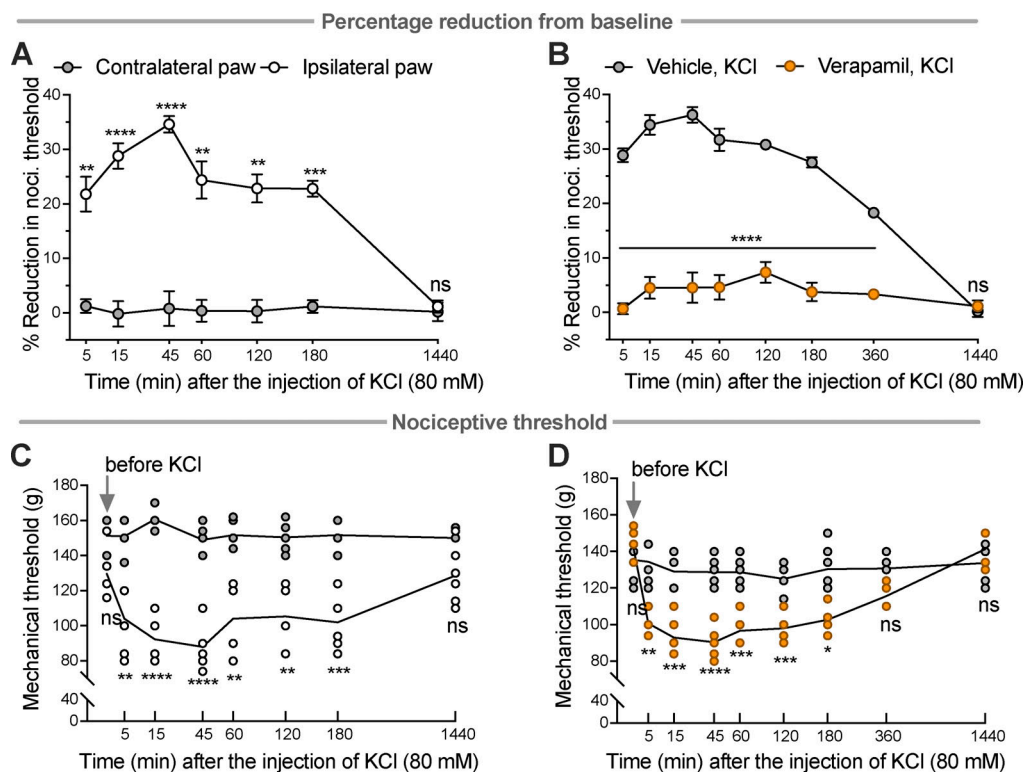 Percentage reduction from baseline
A
Contralateral paw
Ipsilateral paw
% Reduction in noci. threshold
40
30
20
10
0
**
****
****
**
**
***
ns
5
15
45
60
120
180
1440
Time (min) after the injection of KCl (80 mM)
B
Vehicle, KCl
Verapamil, KCl
% Reduction in noci. threshold
40
30
20
10
0
****
ns
5
15
45
60
120
180
360
1440
Time (min) after the injection of KCl (80 mM)
Nociceptive threshold
C
before KCl
Mechanical threshold (g)
180
160
140
120
100
80
40
0
ns
**
****
****
**
**
***
ns
5
15
45
60
120
180
1440
Time (min) after the injection of KCl (80 mM)
D
before KCl
Mechanical threshold (g)
180
160
140
120
100
80
40
0
ns
**
***
****
***
***
*
ns
ns
5
15
45
60
120
180
360
1440
Time (min) after the injection of KCl (80 mM)